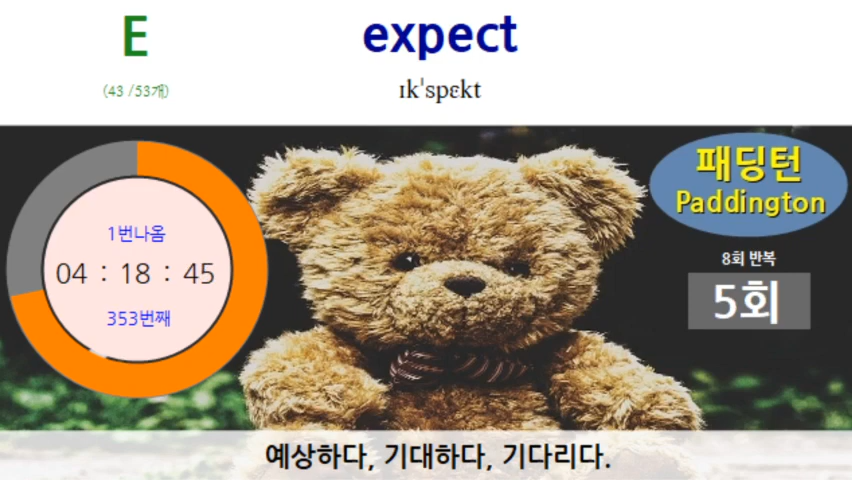 E
expect
(43 /53개)
ɪkˈspɛkt
패딩턴
Paddington
1번나옴
04 : 18 : 45
353번째
8회 반복
5회
예상하다, 기대하다, 기다리다.